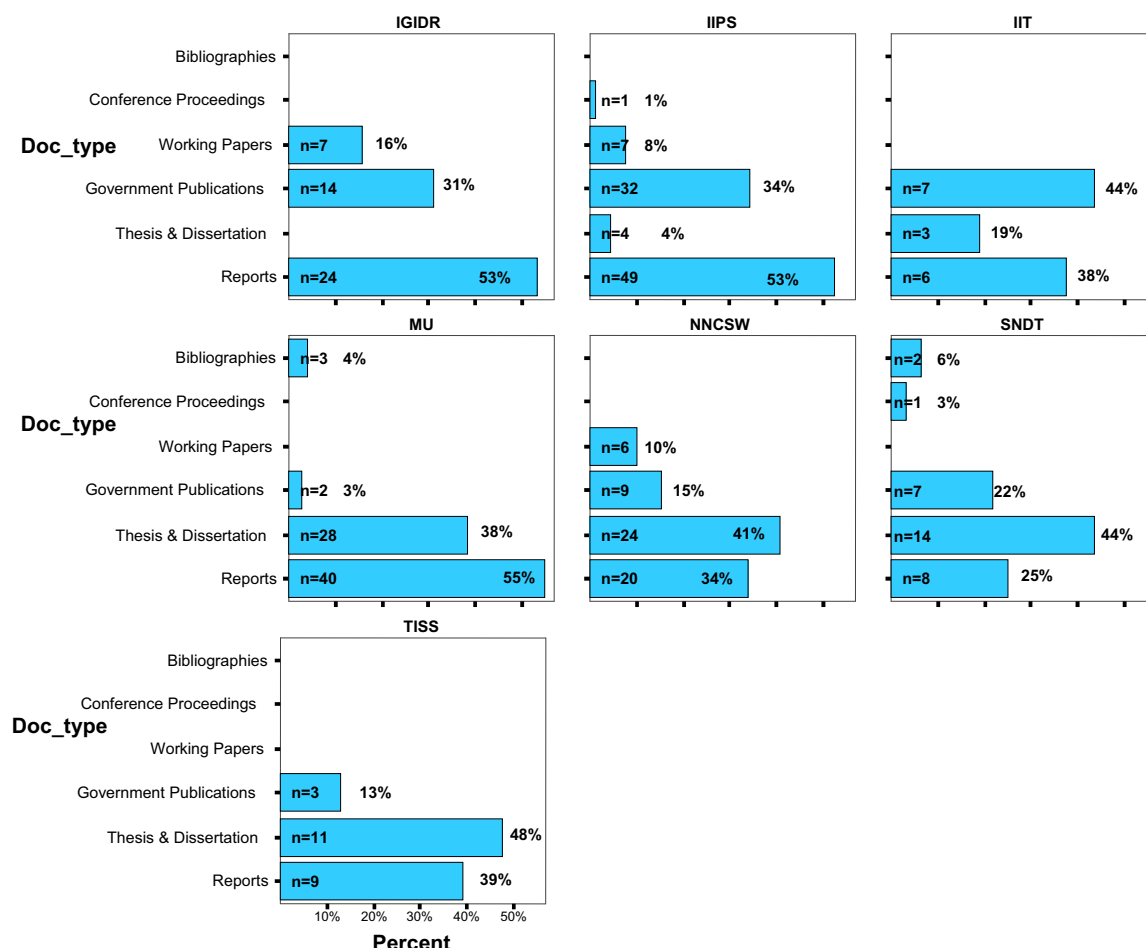 IGIDR IIPS IIT
Bibliographies
Conference Proceedings n=1 1%
Doc_type Working Papers n=7 16% n=7 8%
Government Publications n=14 31% n=32 34% n=7 44%
Thesis & Dissertation n=4 4% n=3 19%
Reports n=24 53% n=49 53% n=6 38%
MU NNCSW SNDT
Bibliographies n=3 4% n=2 6%
Conference Proceedings n=1 3%
Doc_type
Working Papers n=6 10%
Government Publications n=2 3% n=9 15% n=7 22%
Thesis & Dissertation n=28 38% n=24 41% n=14 44%
Reports n=40 55% n=20 34% n=8 25%
TISS
Bibliographies
Conference Proceedings
Doc_type
Working Papers
Government Publications n=3 13%
Thesis & Dissertation n=11 48%
Reports n=9 39%
10% 20% 30% 40% 50%
Percent